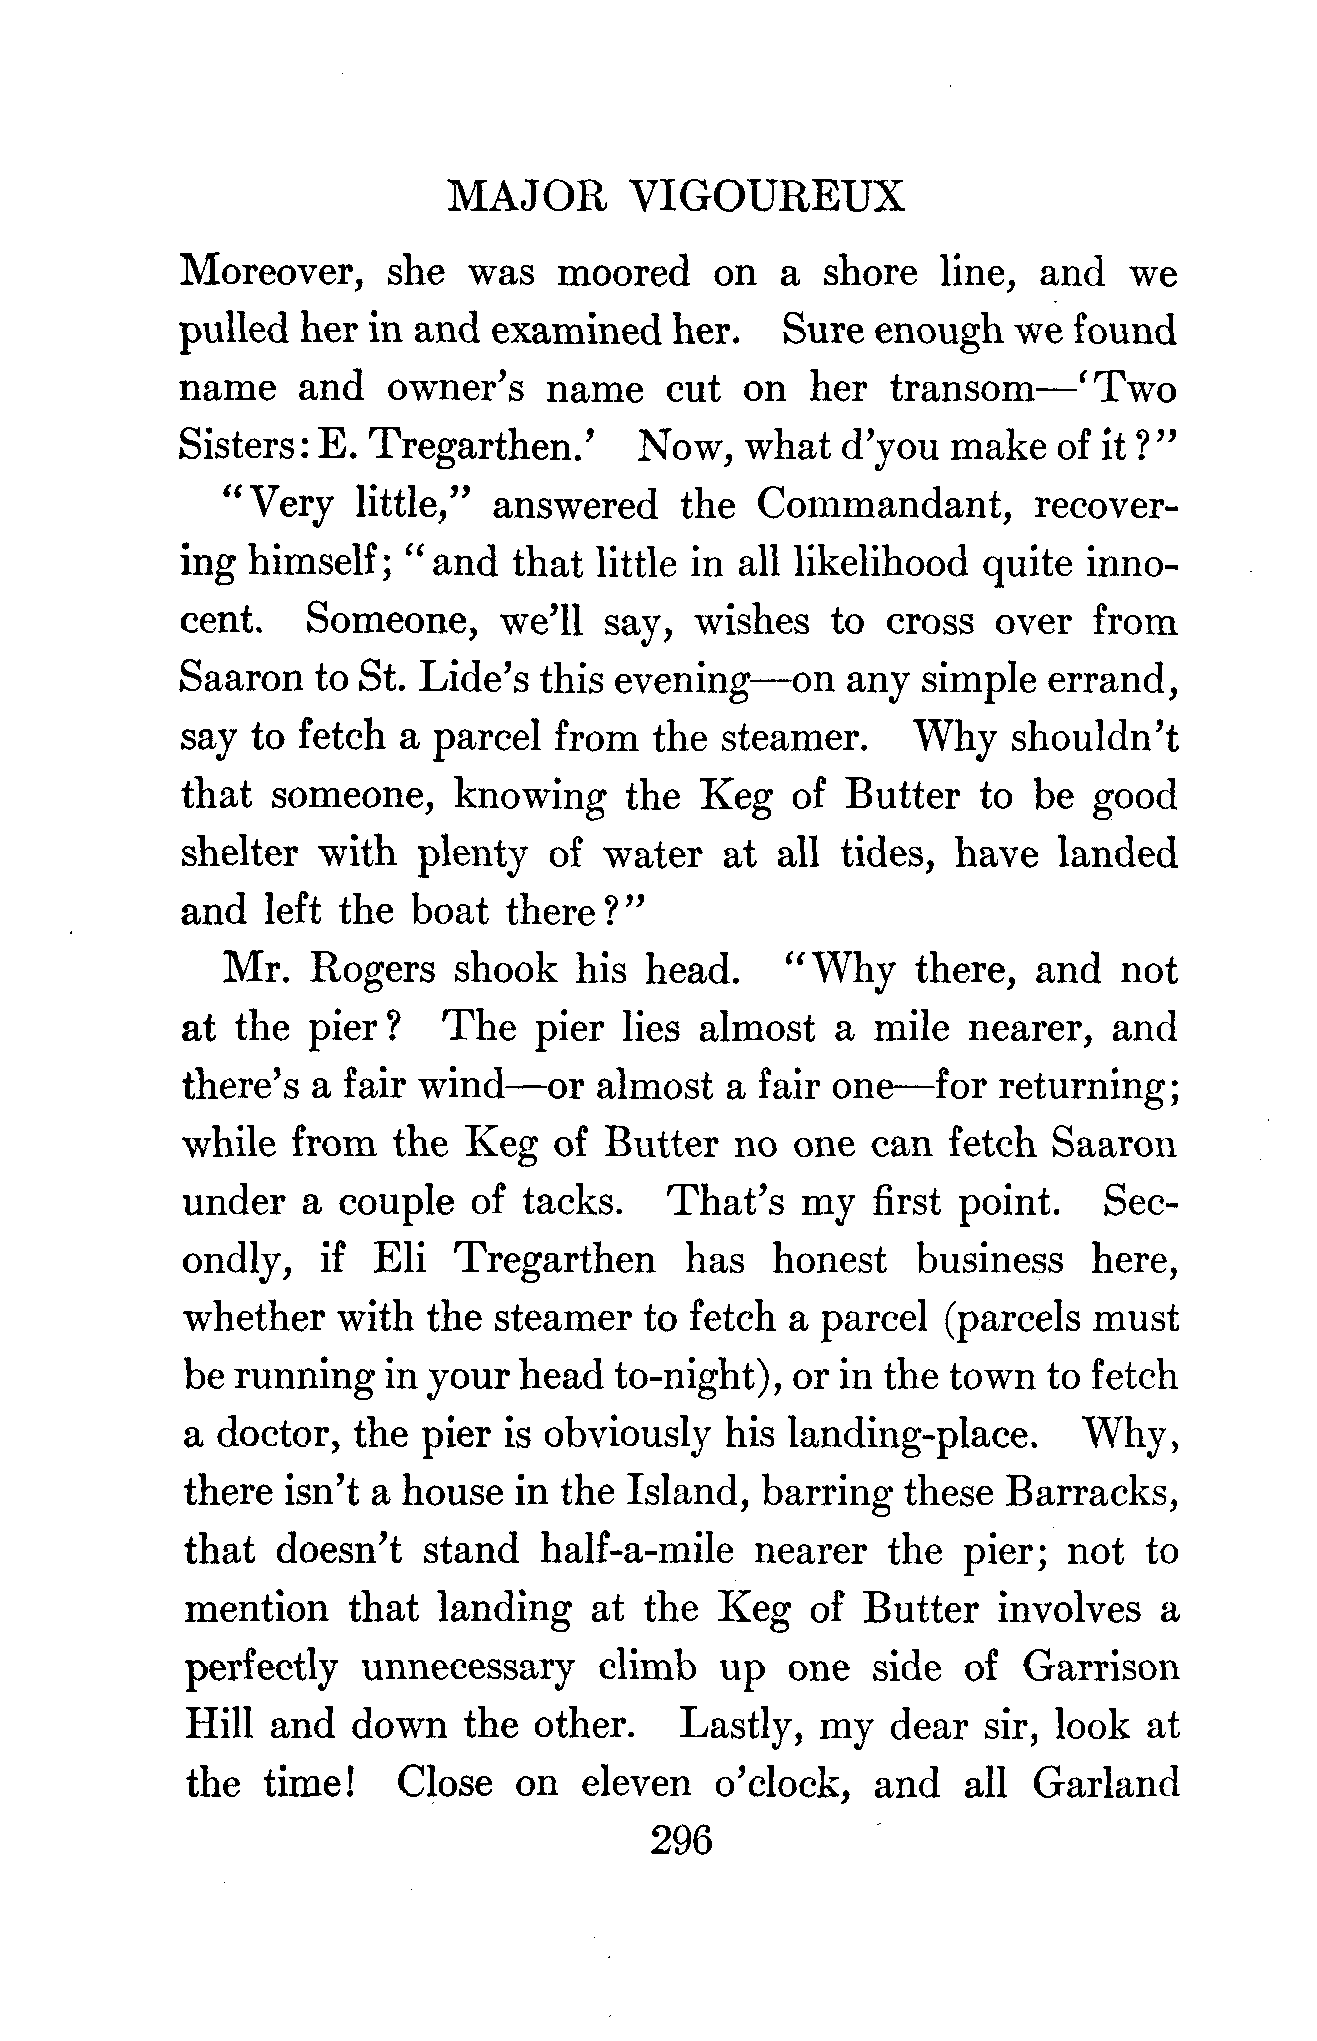 MAJOR VIGOUREUX
Moreover, she was moored on a shore line, and we
pulled her in and examined her. Sure enough we found
name and owner's name cut on her transom—'Two
Sisters: E. Tregarthen.' Now, what d'you make of it?"
"Very little," answered the Commandant, recover-
ing himself; "and that little in all likelihood quite inno-
cent. Someone, we'll say, wishes to cross over from
Saaron to St. Lide's this evening—on any simple errand,
say to fetch a parcel from the steamer. Why shouldn't
that someone, knowing the Keg of Butter to be good
shelter with plenty of water at all tides, have landed
and left the boat there?"
Mr. Rogers shook his head. "Why there, and not
at the pier? The pier lies almost a mile nearer, and
there's a fair wind—or almost a fair one—for returning;
while from the Keg of Butter no one can fetch Saaron
under a couple of tacks. That's my first point. Sec-
ondly, if Eli Tregarthen has honest business here,
whether with the steamer to fetch a parcel (parcels must
be running in your head to-night), or in the town to fetch
a doctor, the pier is obviously his landing-place. Why,
there isn't a house in the Island, barring these Barracks,
that doesn't stand half-a-mile nearer the pier; not to
mention that landing at the Keg of Butter involves a
perfectly unnecessary climb up one side of Garrison
Hill and down the other. Lastly, my dear sir, look at
the time! Close on eleven o'clock, and all Garland
296